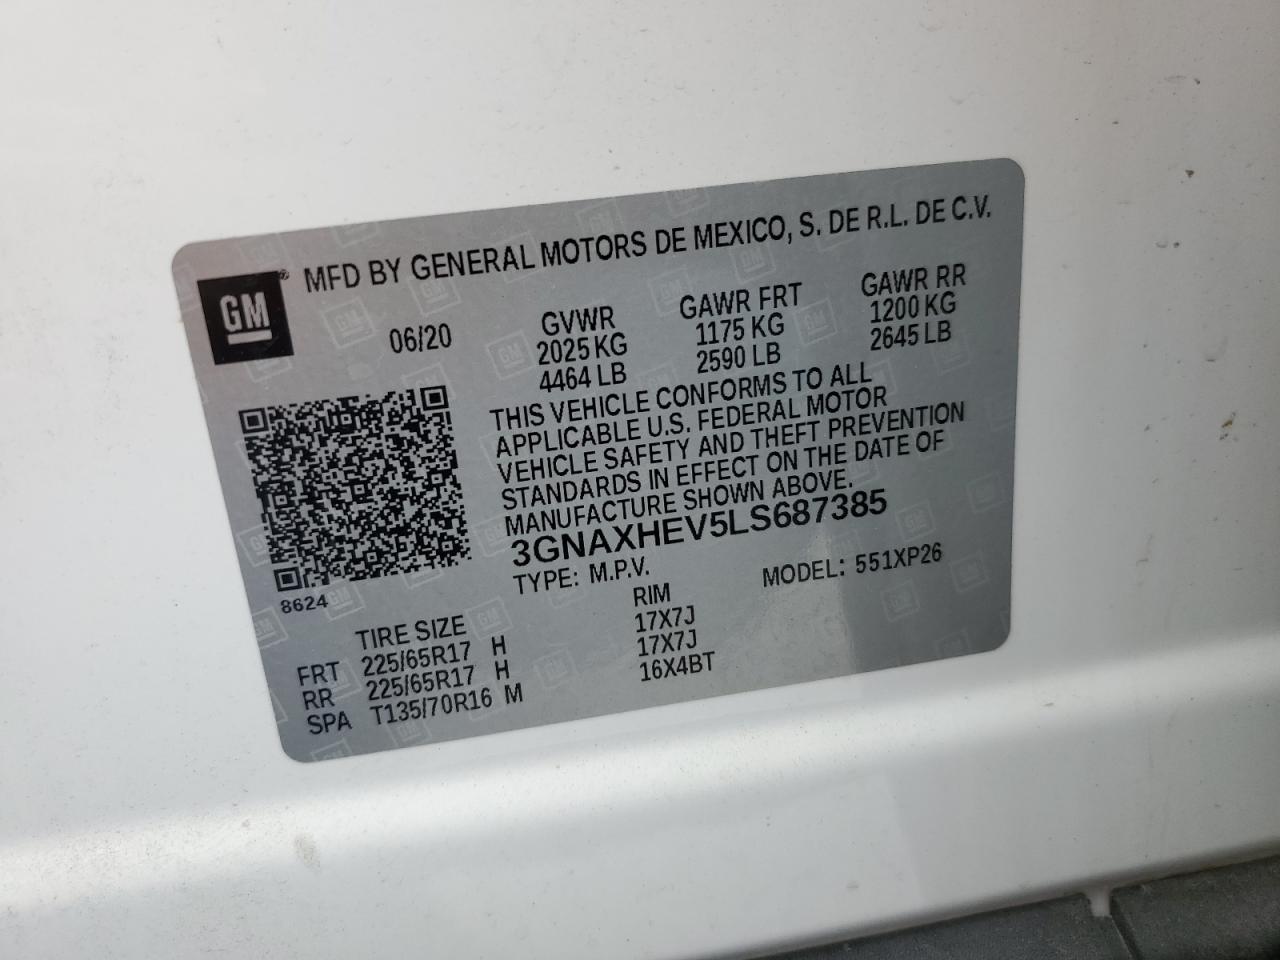 GM® MFD BY GENERAL MOTORS DE MEXICO, S. DE R.L. DE C.V.
06/20 GVWR GAWR FRT GAWR RR
2025 KG 1175 KG 1200 KG
4464 LB 2590 LB 2645 LB
THIS VEHICLE CONFORMS TO ALL
APPLICABLE U.S. FEDERAL MOTOR
VEHICLE SAFETY AND THEFT PREVENTION
STANDARDS IN EFFECT ON THE DATE OF
MANUFACTURE SHOWN ABOVE.
3GNAXHEV5LS687385
TYPE: M.P.V. MODEL: 551XP26
8624
TIRE SIZE RIM
FRT 225/65R17 H 17X7J
RR 225/65R17 H 17X7J
SPA T135/70R16 M 16X4BT